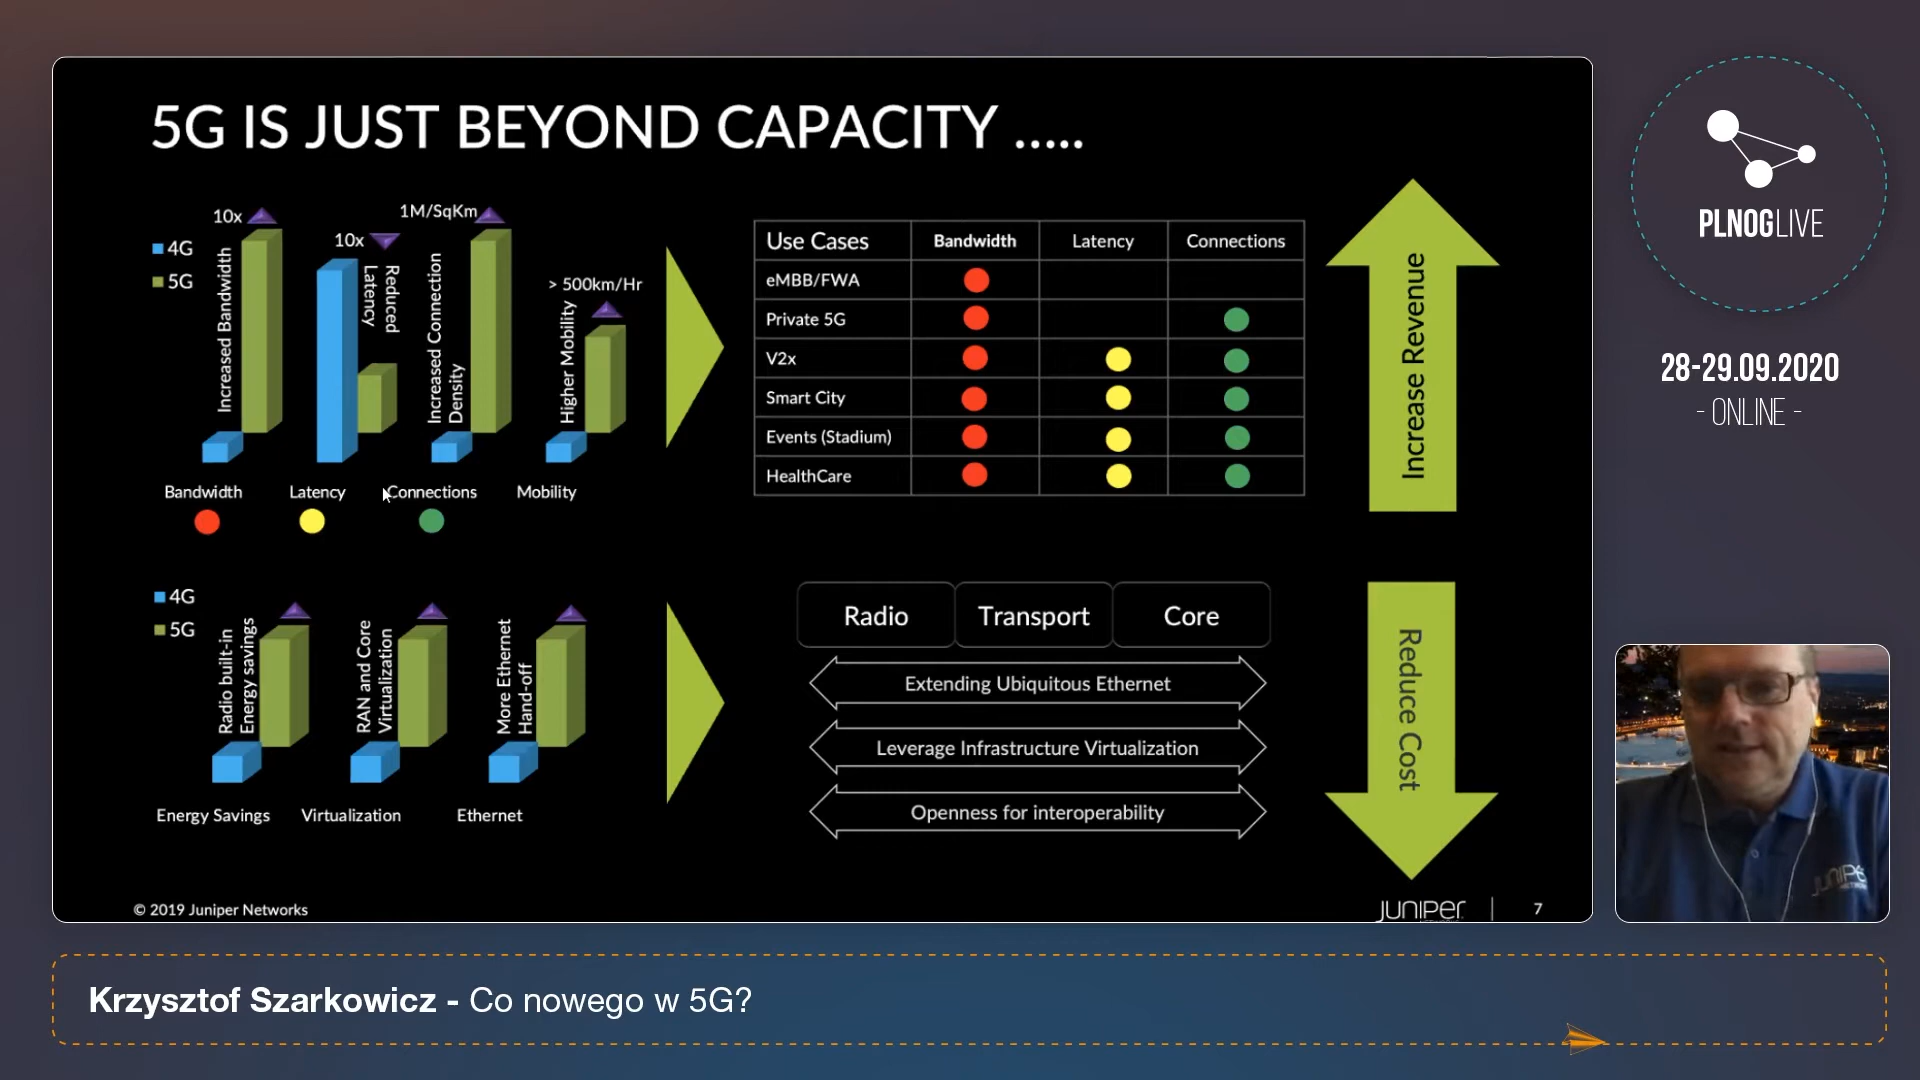 5G IS JUST BEYOND CAPACITY .....
4G
5G
10x
Increased Bandwidth
10x
Reduced
Latency
1M/SqKm
Increased Connection
Density
> 500km/Hr
Higher Mobility
Bandwidth
Latency
Connections
Mobility
Use Cases Bandwidth Latency Connections
eMBB/FWA
Private 5G
V2x
Smart City
Events (Stadium)
HealthCare
Increase Revenue
4G
5G
Radio built-in
Energy savings
RAN and Core
Virtualization
More Ethernet
Hand-off
Energy Savings
Virtualization
Ethernet
Radio Transport Core
Extending Ubiquitous Ethernet
Leverage Infrastructure Virtualization
Openness for interoperability
Reduce Cost
© 2019 Juniper Networks
JUNIPER
7
PLNOGLIVE
28-29.09.2020
- ONLINE -
JUNIPER
Krzysztof Szarkowicz - Co nowego w 5G?